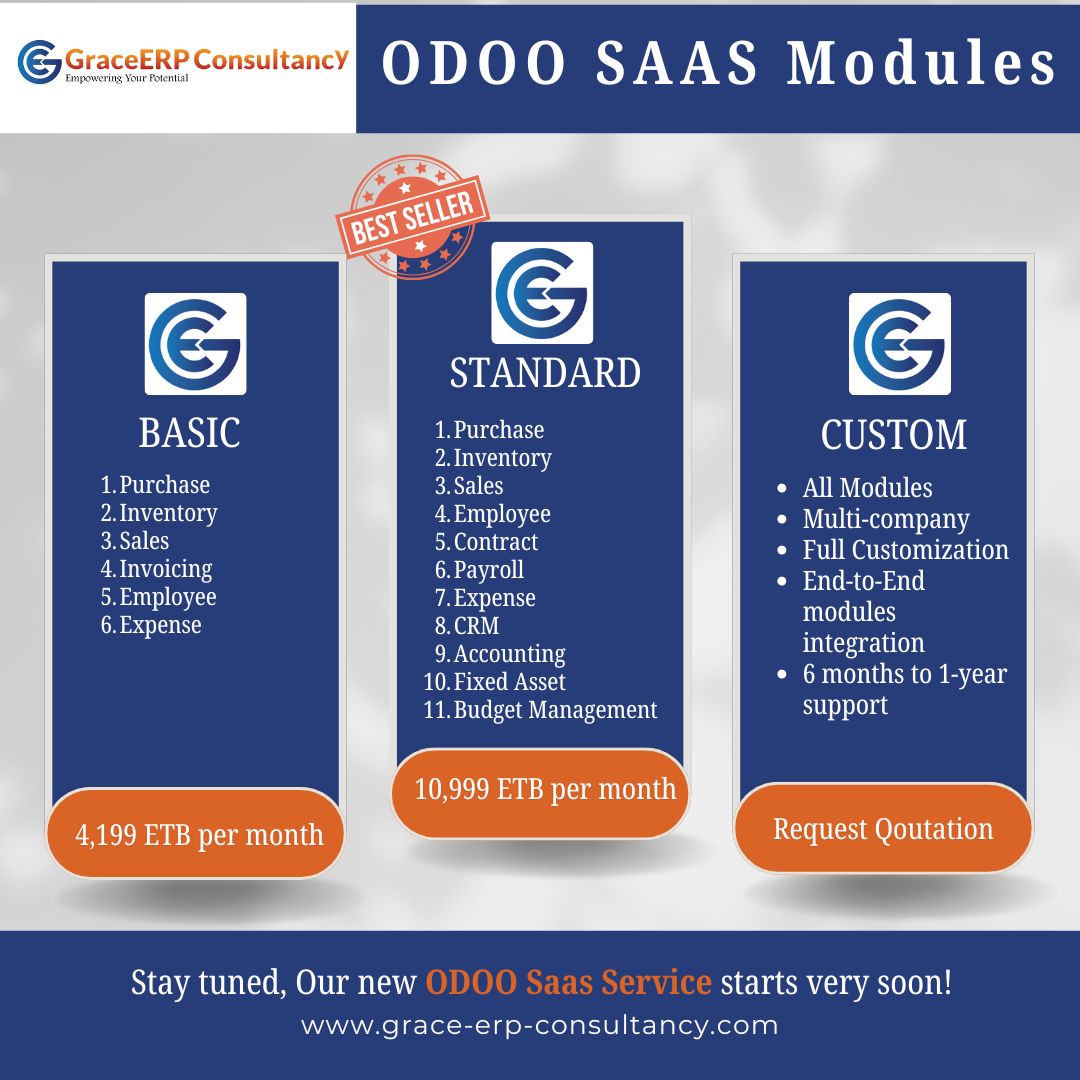 GraceERP Consultancy
Empowering Your Potential
ODOO SAAS Modules
BEST SELLER
BASIC
1. Purchase
2. Inventory
3. Sales
4. Invoicing
5. Employee
6. Expense
4,199 ETB per month
STANDARD
1. Purchase
2. Inventory
3. Sales
4. Employee
5. Contract
6. Payroll
7. Expense
8. CRM
9. Accounting
10. Fixed Asset
11. Budget Management
10,999 ETB per month
CUSTOM
• All Modules
• Multi-company
• Full Customization
• End-to-End
modules
integration
• 6 months to 1-year
support
Request Qoutation
Stay tuned, Our new ODOO Saas Service starts very soon!
www.grace-erp-consultancy.com